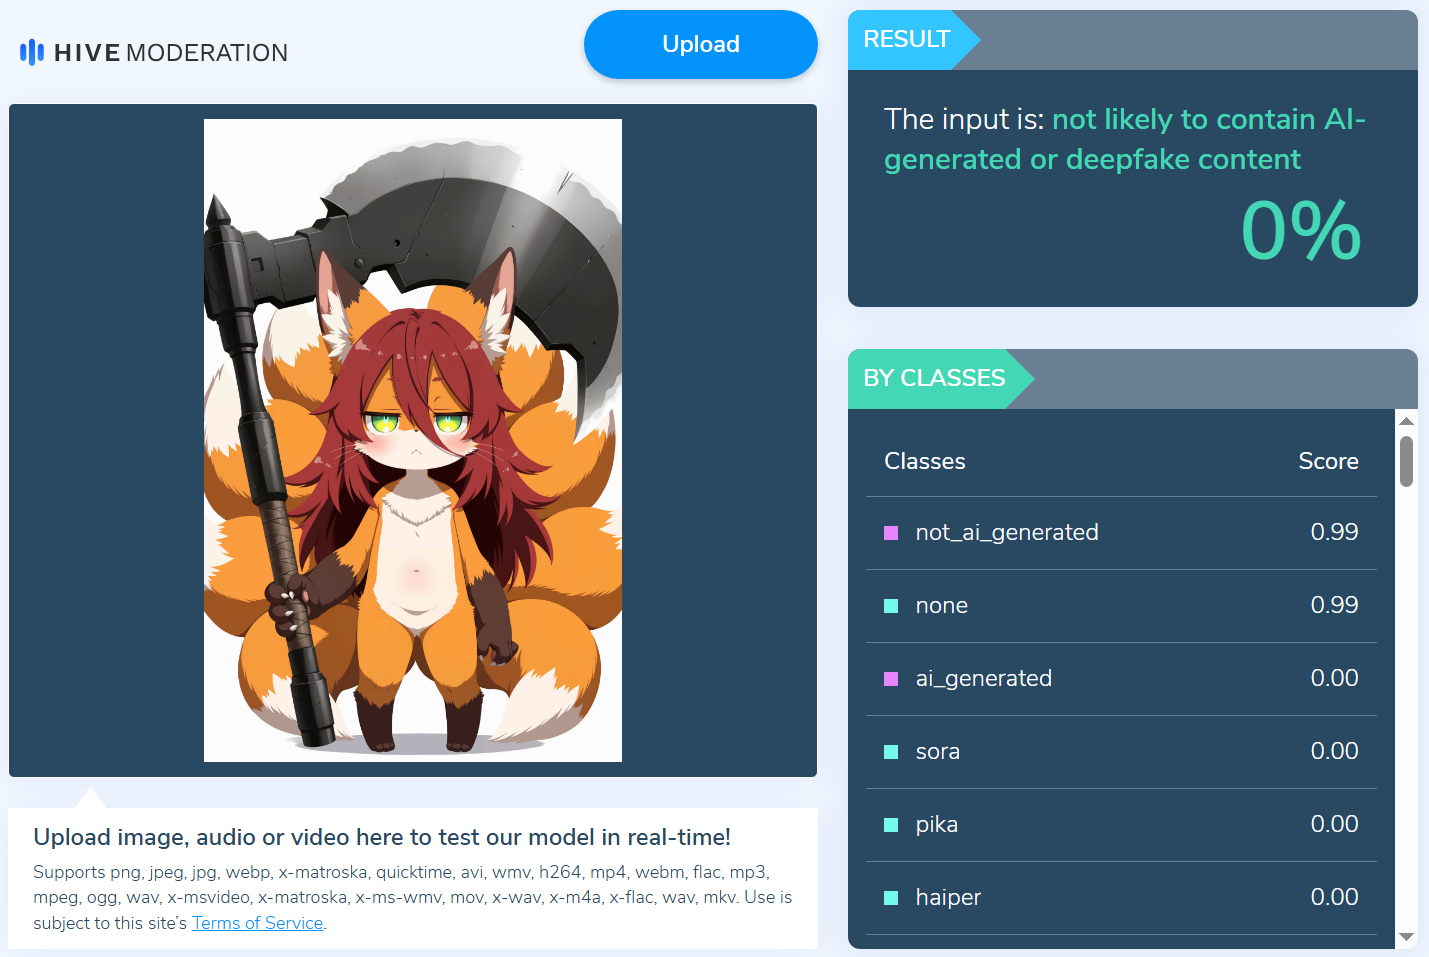 HIVE MODERATION
Upload
Upload image, audio or video here to test our model in real-time!
Supports png, jpeg, jpg, webp, x-matroska, quicktime, avi, wmv, h264, mp4, webm, flac, mp3,
mpeg, ogg, wav, x-msvideo, x-matroska, x-ms-wmv, mov, x-wav, x-m4a, x-flac, wav, mkv. Use is
subject to this site’s Terms of Service.
RESULT
The input is: not likely to contain AI-
generated or deepfake content
0%
BY CLASSES
Classes Score
not_ai_generated 0.99
none 0.99
ai_generated 0.00
sora 0.00
pika 0.00
haiper 0.00